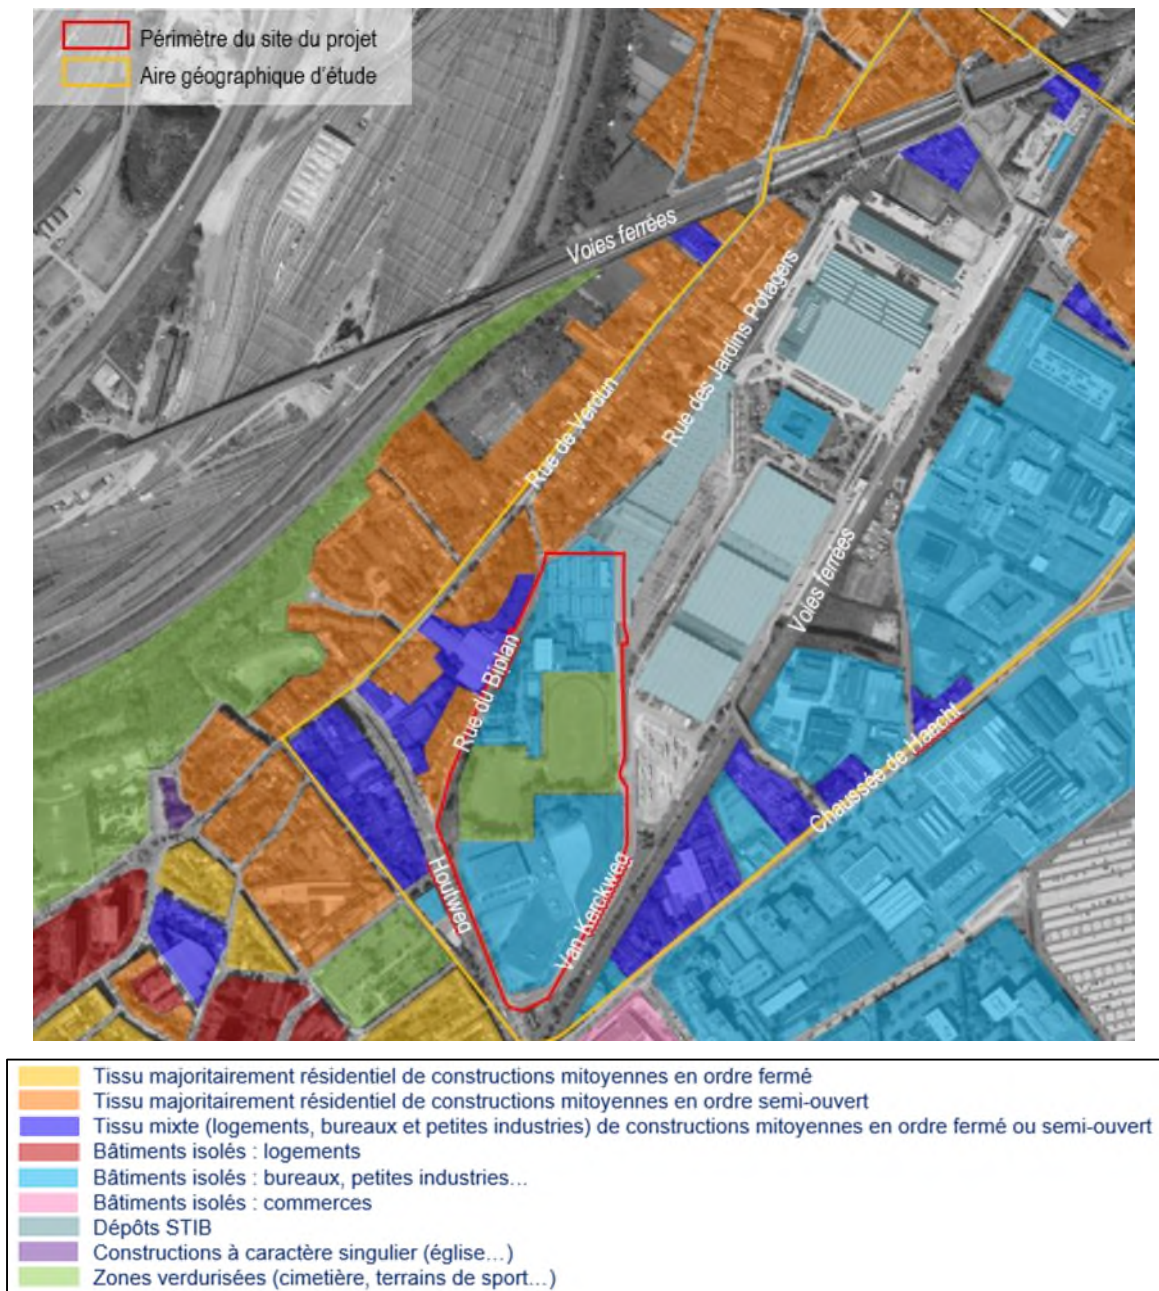 Périmètre du site du projet
Aire géographique d'étude
Voies ferrées
Rue des Jardins Potagers
Rue de Verdun
Voies ferrées
Rue du Biplan
Chaussée de Haecht
Houtweg
Van Kerckweg
Tissu majoritairement résidentiel de constructions mitoyennes en ordre fermé
Tissu majoritairement résidentiel de constructions mitoyennes en ordre semi-ouvert
Tissu mixte (logements, bureaux et petites industries) de constructions mitoyennes en ordre fermé ou semi-ouvert
Bâtiments isolés : logements
Bâtiments isolés : bureaux, petites industries…
Bâtiments isolés : commerces
Dépôts STIB
Constructions à caractère singulier (église…)
Zones verdurisées (cimetière, terrains de sport…)